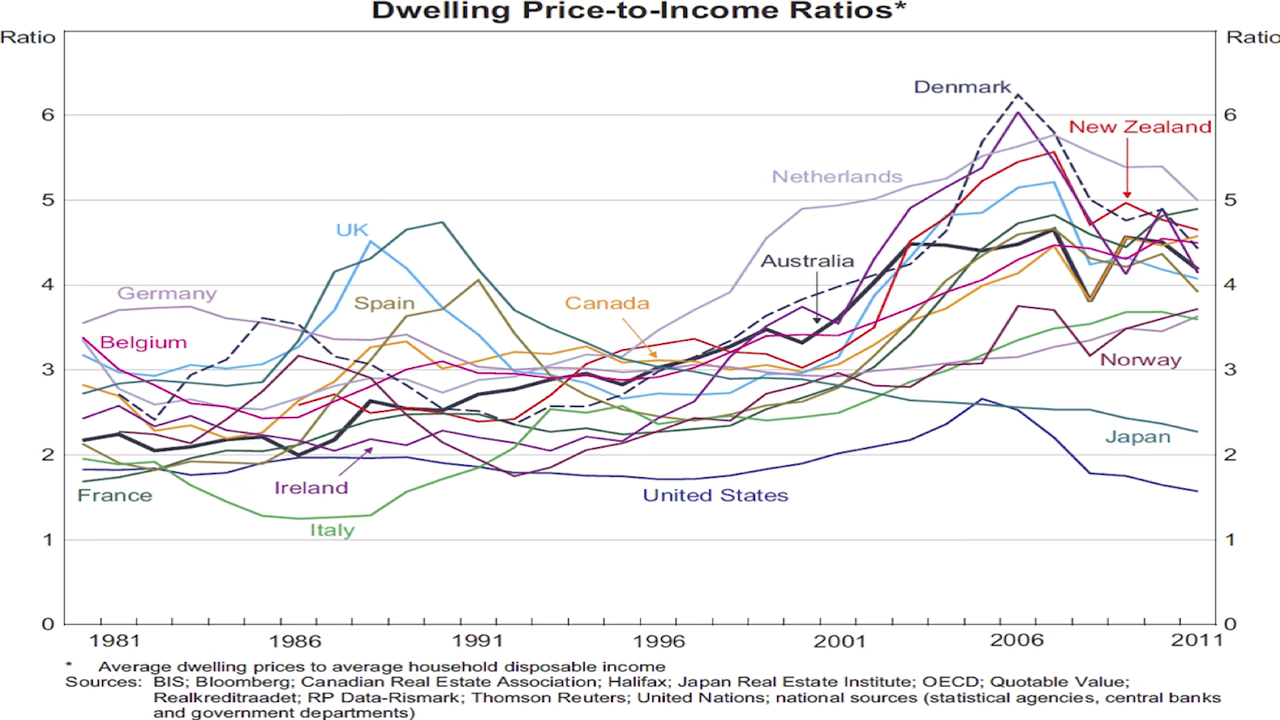 Dwelling Price-to-Income Ratios*
Ratio Ratio
Denmark
6 6
New Zealand
Netherlands
5 5
UK
Australia
4 4
Germany
Spain Canada
Belgium
3 3
Norway
Japan
2 2
Ireland
France United States
Italy
1 1
0 0
1981 1986 1991 1996 2001 2006 2011
* Average dwelling prices to average household disposable income
Sources: BIS; Bloomberg; Canadian Real Estate Association; Halifax; Japan Real Estate Institute; OECD; Quotable Value;
Realkreditraadet; RP Data-Rismark; Thomson Reuters; United Nations; national sources (statistical agencies, central banks
and government departments)